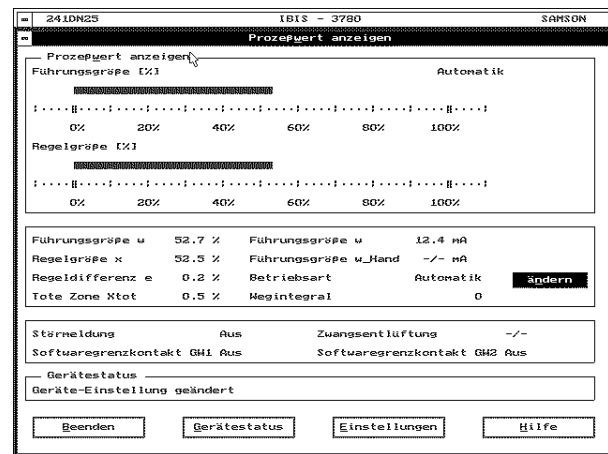 241DN25 IBIS - 3780 SAMSON
Prozeßwert anzeigen
Prozeßwert anzeigen
Führungsgröße [%] Automatik
0% 20% 40% 60% 80% 100%
Regelgröße [%]
0% 20% 40% 60% 80% 100%
Führungsgröße w 52.7 % Führungsgröße w 12.4 mA
Regelgröße x 52.5 % Führungsgröße w_Hand -/- mA
Regeldifferenz e 0.2 % Betriebsart Automatik ändern
Tote Zone Xtot 0.5 % Wegintegral 0
Störmeldung Aus Zwangsentlüftung -/-
Softwaregrenzkontakt GW1 Aus Softwaregrenzkontakt GW2 Aus
Gerätestatus
Geräte-Einstellung geändert
Beenden Gerätestatus Einstellungen Hilfe